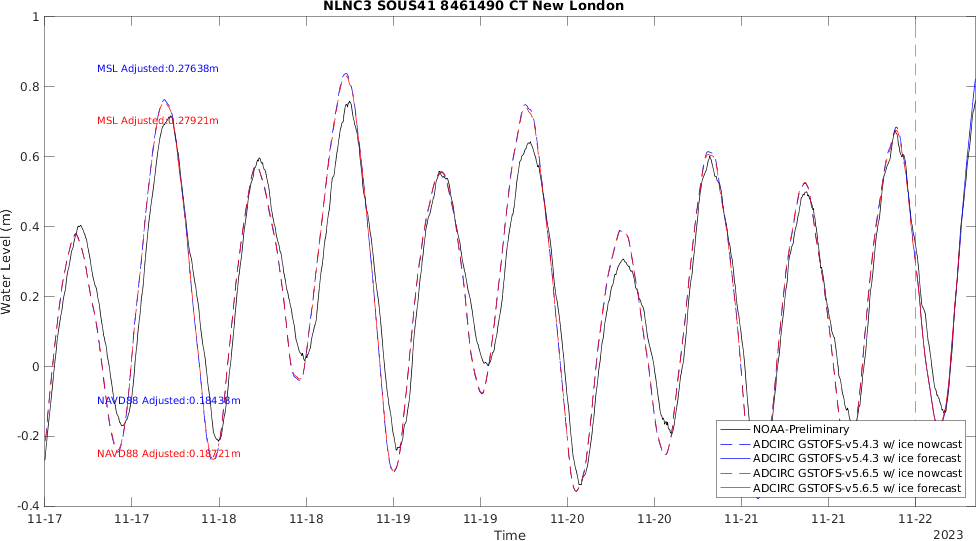 NLNC3 SOUS41 8461490 CT New London
1
0.8
0.6
0.4
0.2
0
-0.2
-0.4
Water Level (m)
MSL Adjusted:0.27638m
MSL Adjusted:0.27921m
NAVD88 Adjusted:0.18438m
NAVD88 Adjusted:0.18721m
NOAA-Preliminary
ADCIRC GSTOFS-v5.4.3 w/ ice nowcast
ADCIRC GSTOFS-v5.4.3 w/ ice forecast
ADCIRC GSTOFS-v5.6.5 w/ ice nowcast
ADCIRC GSTOFS-v5.6.5 w/ ice forecast
11-17 11-17 11-18 11-18 11-19 11-19 11-20 11-20 11-21 11-21 11-22
Time
2023